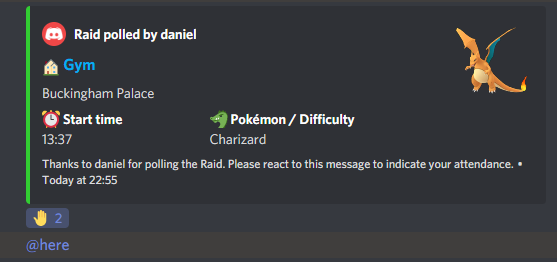 Raid polled by daniel
Gym
Buckingham Palace
Start time Pokémon / Difficulty
13:37 Charizard
Thanks to daniel for polling the Raid. Please react to this message to indicate your attendance. •
Today at 22:55
2
@here